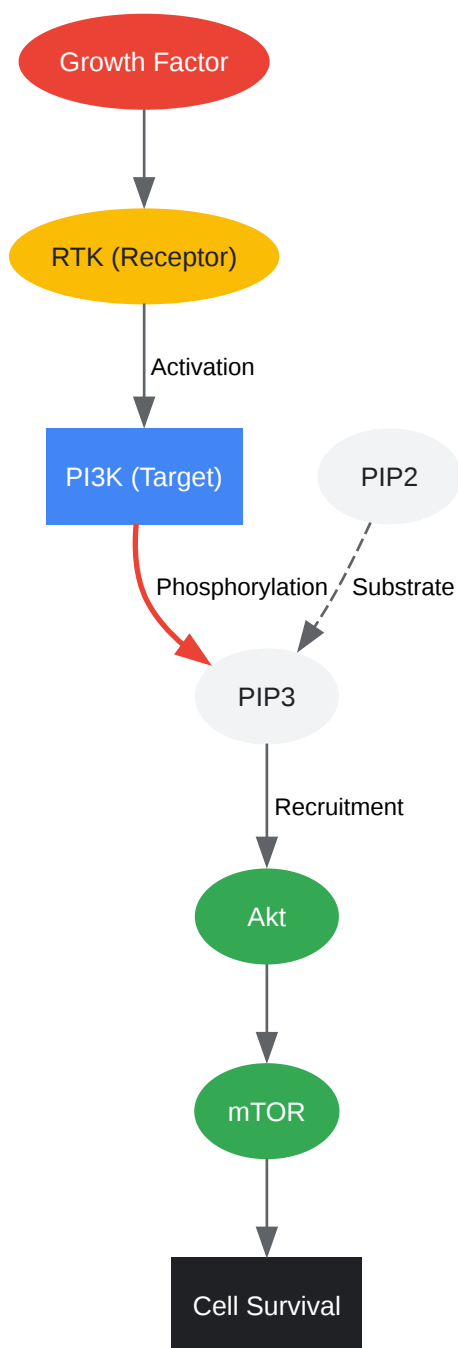 Growth Factor
RTK (Receptor)
Activation
PI3K (Target)
PIP2
Phosphorylation
Substrate
PIP3
Recruitment
Akt
mTOR
Cell Survival